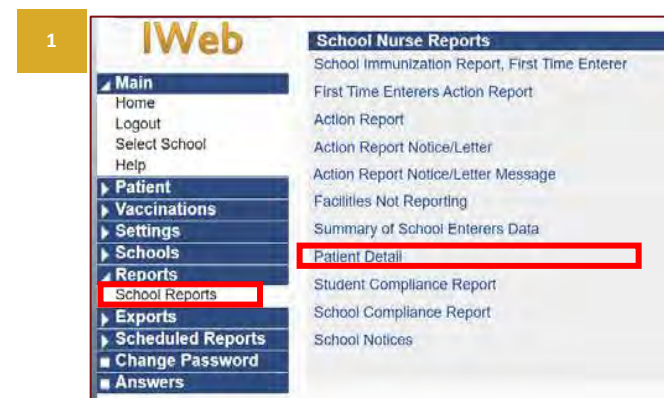 1
IWeb
Main
Home
Logout
Select School
Help
Patient
Vaccinations
Settings
Schools
Reports
School Reports
Exports
Scheduled Reports
Change Password
Answers
School Nurse Reports
School Immunization Report, First Time Enterer
First Time Enterers Action Report
Action Report
Action Report Notice/Letter
Action Report Notice/Letter Message
Facilities Not Reporting
Summary of School Enterers Data
Patient Detail
Student Compliance Report
School Compliance Report
School Notices